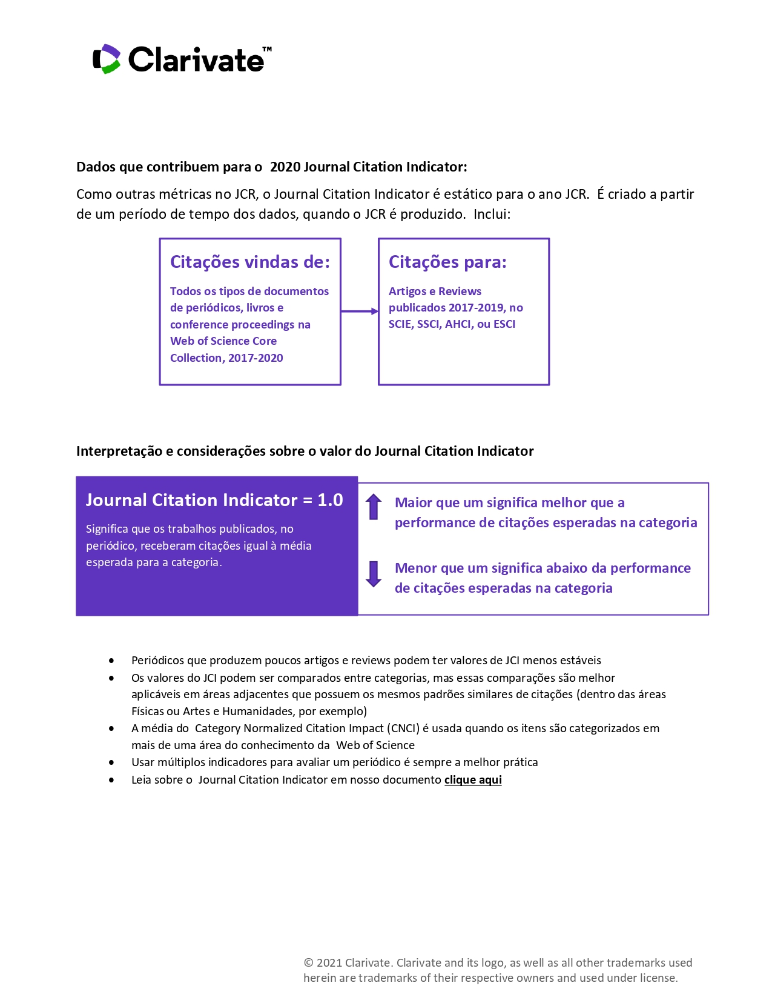 Clarivate™
Dados que contribuem para o  2020 Journal Citation Indicator:
Como outras métricas no JCR, o Journal Citation Indicator é estático para o ano JCR.  É criado a partir
de um período de tempo dos dados, quando o JCR é produzido.  Inclui:
Citações vindas de:
Todos os tipos de documentos
de periódicos, livros e
conference proceedings na
Web of Science Core
Collection, 2017-2020
Citações para:
Artigos e Reviews
publicados 2017-2019, no
SCIE, SSCI, AHCI, ou ESCI
Interpretação e considerações sobre o valor do Journal Citation Indicator
Journal Citation Indicator = 1.0
Significa que os trabalhos publicados, no
periódico, receberam citações igual à média
esperada para a categoria.
Maior que um significa melhor que a
performance de citações esperadas na categoria
Menor que um significa abaixo da performance
de citações esperadas na categoria
• Periódicos que produzem poucos artigos e reviews podem ter valores de JCI menos estáveis
• Os valores do JCI podem ser comparados entre categorias, mas essas comparações são melhor
aplicáveis em áreas adjacentes que possuem os mesmos padrões similares de citações (dentro das áreas
Físicas ou Artes e Humanidades, por exemplo)
• A média do  Category Normalized Citation Impact (CNCI) é usada quando os itens são categorizados em
mais de uma área do conhecimento da  Web of Science
• Usar múltiplos indicadores para avaliar um periódico é sempre a melhor prática
• Leia sobre o  Journal Citation Indicator em nosso documento clique aqui
© 2021 Clarivate. Clarivate and its logo, as well as all other trademarks used
herein are trademarks of their respective owners and used under license.